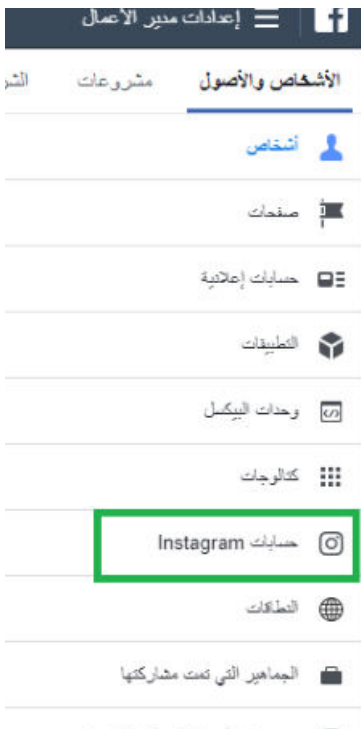 إعدادات مدير الأعمال
الأشخاص والأصول مشروعات
أشخاص
صفحات
حسابات إعلانية
التطبيقات
وحدات البيكسل
كتالوجات
حسابات Instagram
النطاقات
الجماهير التي تمت مشاركتها